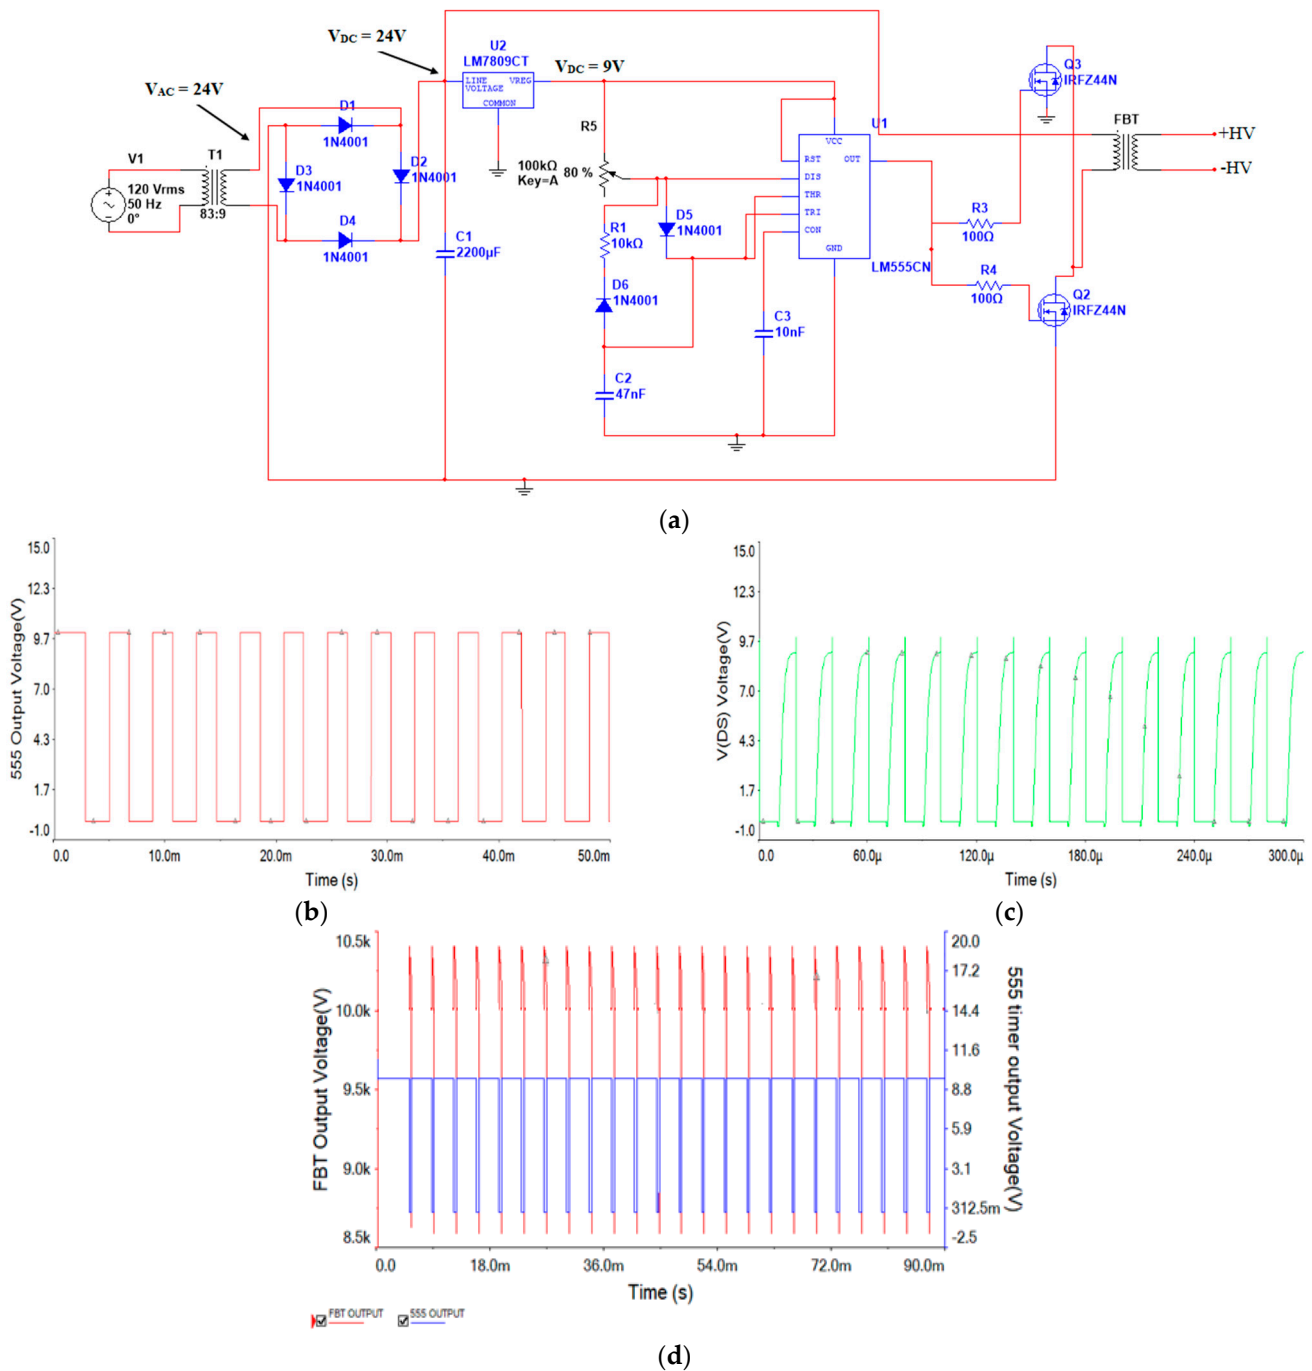 V_DC = 24V
U2
LM7809CT
LINE VREG
VOLTAGE
COMMON
V_DC = 9V
V_AC = 24V
D1
1N4001
D3
1N4001
D2
1N4001
D4
1N4001
V1
120 Vrms
50 Hz
0°
T1
83:9
C1
2200µF
R5
100kΩ
Key=A
80 %
R1
10kΩ
D5
1N4001
D6
1N4001
C2
47nF
C3
10nF
U1
VCC
RST OUT
DIS
THR
TRI
CON
GND
LM555CN
R3
100Ω
R4
100Ω
Q3
IRFZ44N
Q2
IRFZ44N
FBT
+HV
-HV
(a)
555 Output Voltage(V)
15.0
12.3
9.7
7.0
4.3
1.7
-1.0
0.0 10.0m 20.0m 30.0m 40.0m 50.0m
Time (s)
(b)
V(DS) Voltage(V)
15.0
12.3
9.7
7.0
4.3
1.7
-1.0
0.0 60.0µ 120.0µ 180.0µ 240.0µ 300.0µ
Time (s)
(c)
FBT Output Voltage(V)
10.5k
10.0k
9.5k
9.0k
8.5k
20.0
17.2
14.4
11.6
8.8
5.9
3.1
312.5m
-2.5
555 timer output Voltage(V)
0.0 18.0m 36.0m 54.0m 72.0m 90.0m
Time (s)
FBT OUTPUT 555 OUTPUT
(d)